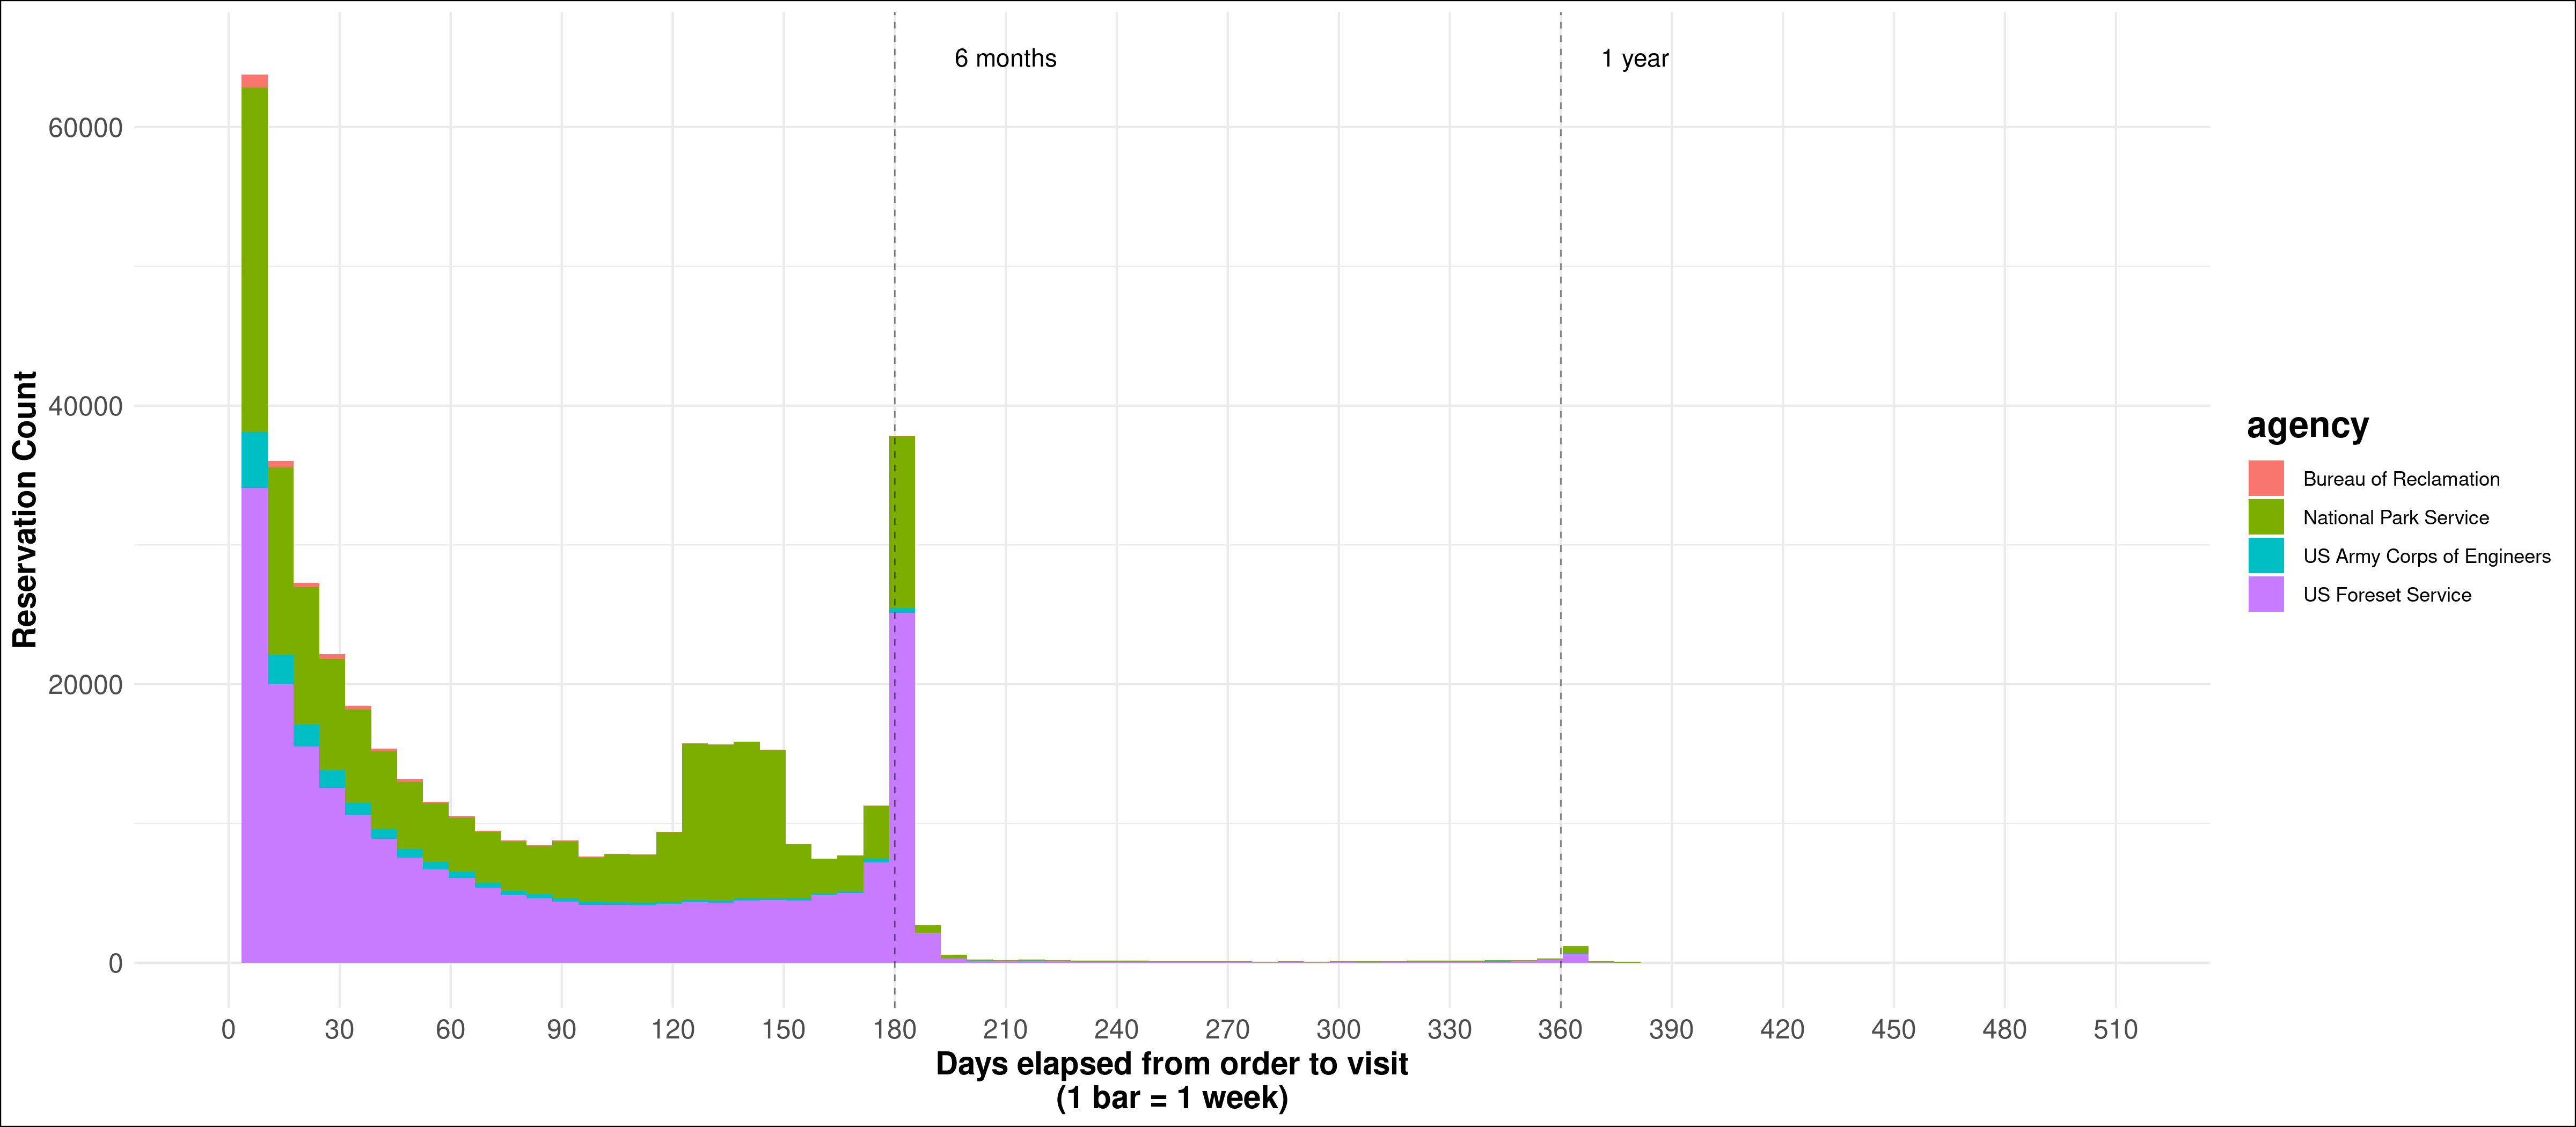 6 months
1 year
60000
40000
20000
0
Reservation Count
0 30 60 90 120 150 180 210 240 270 300 330 360 390 420 450 480 510
Days elapsed from order to visit
(1 bar = 1 week)
agency
Bureau of Reclamation
National Park Service
US Army Corps of Engineers
US Foreset Service